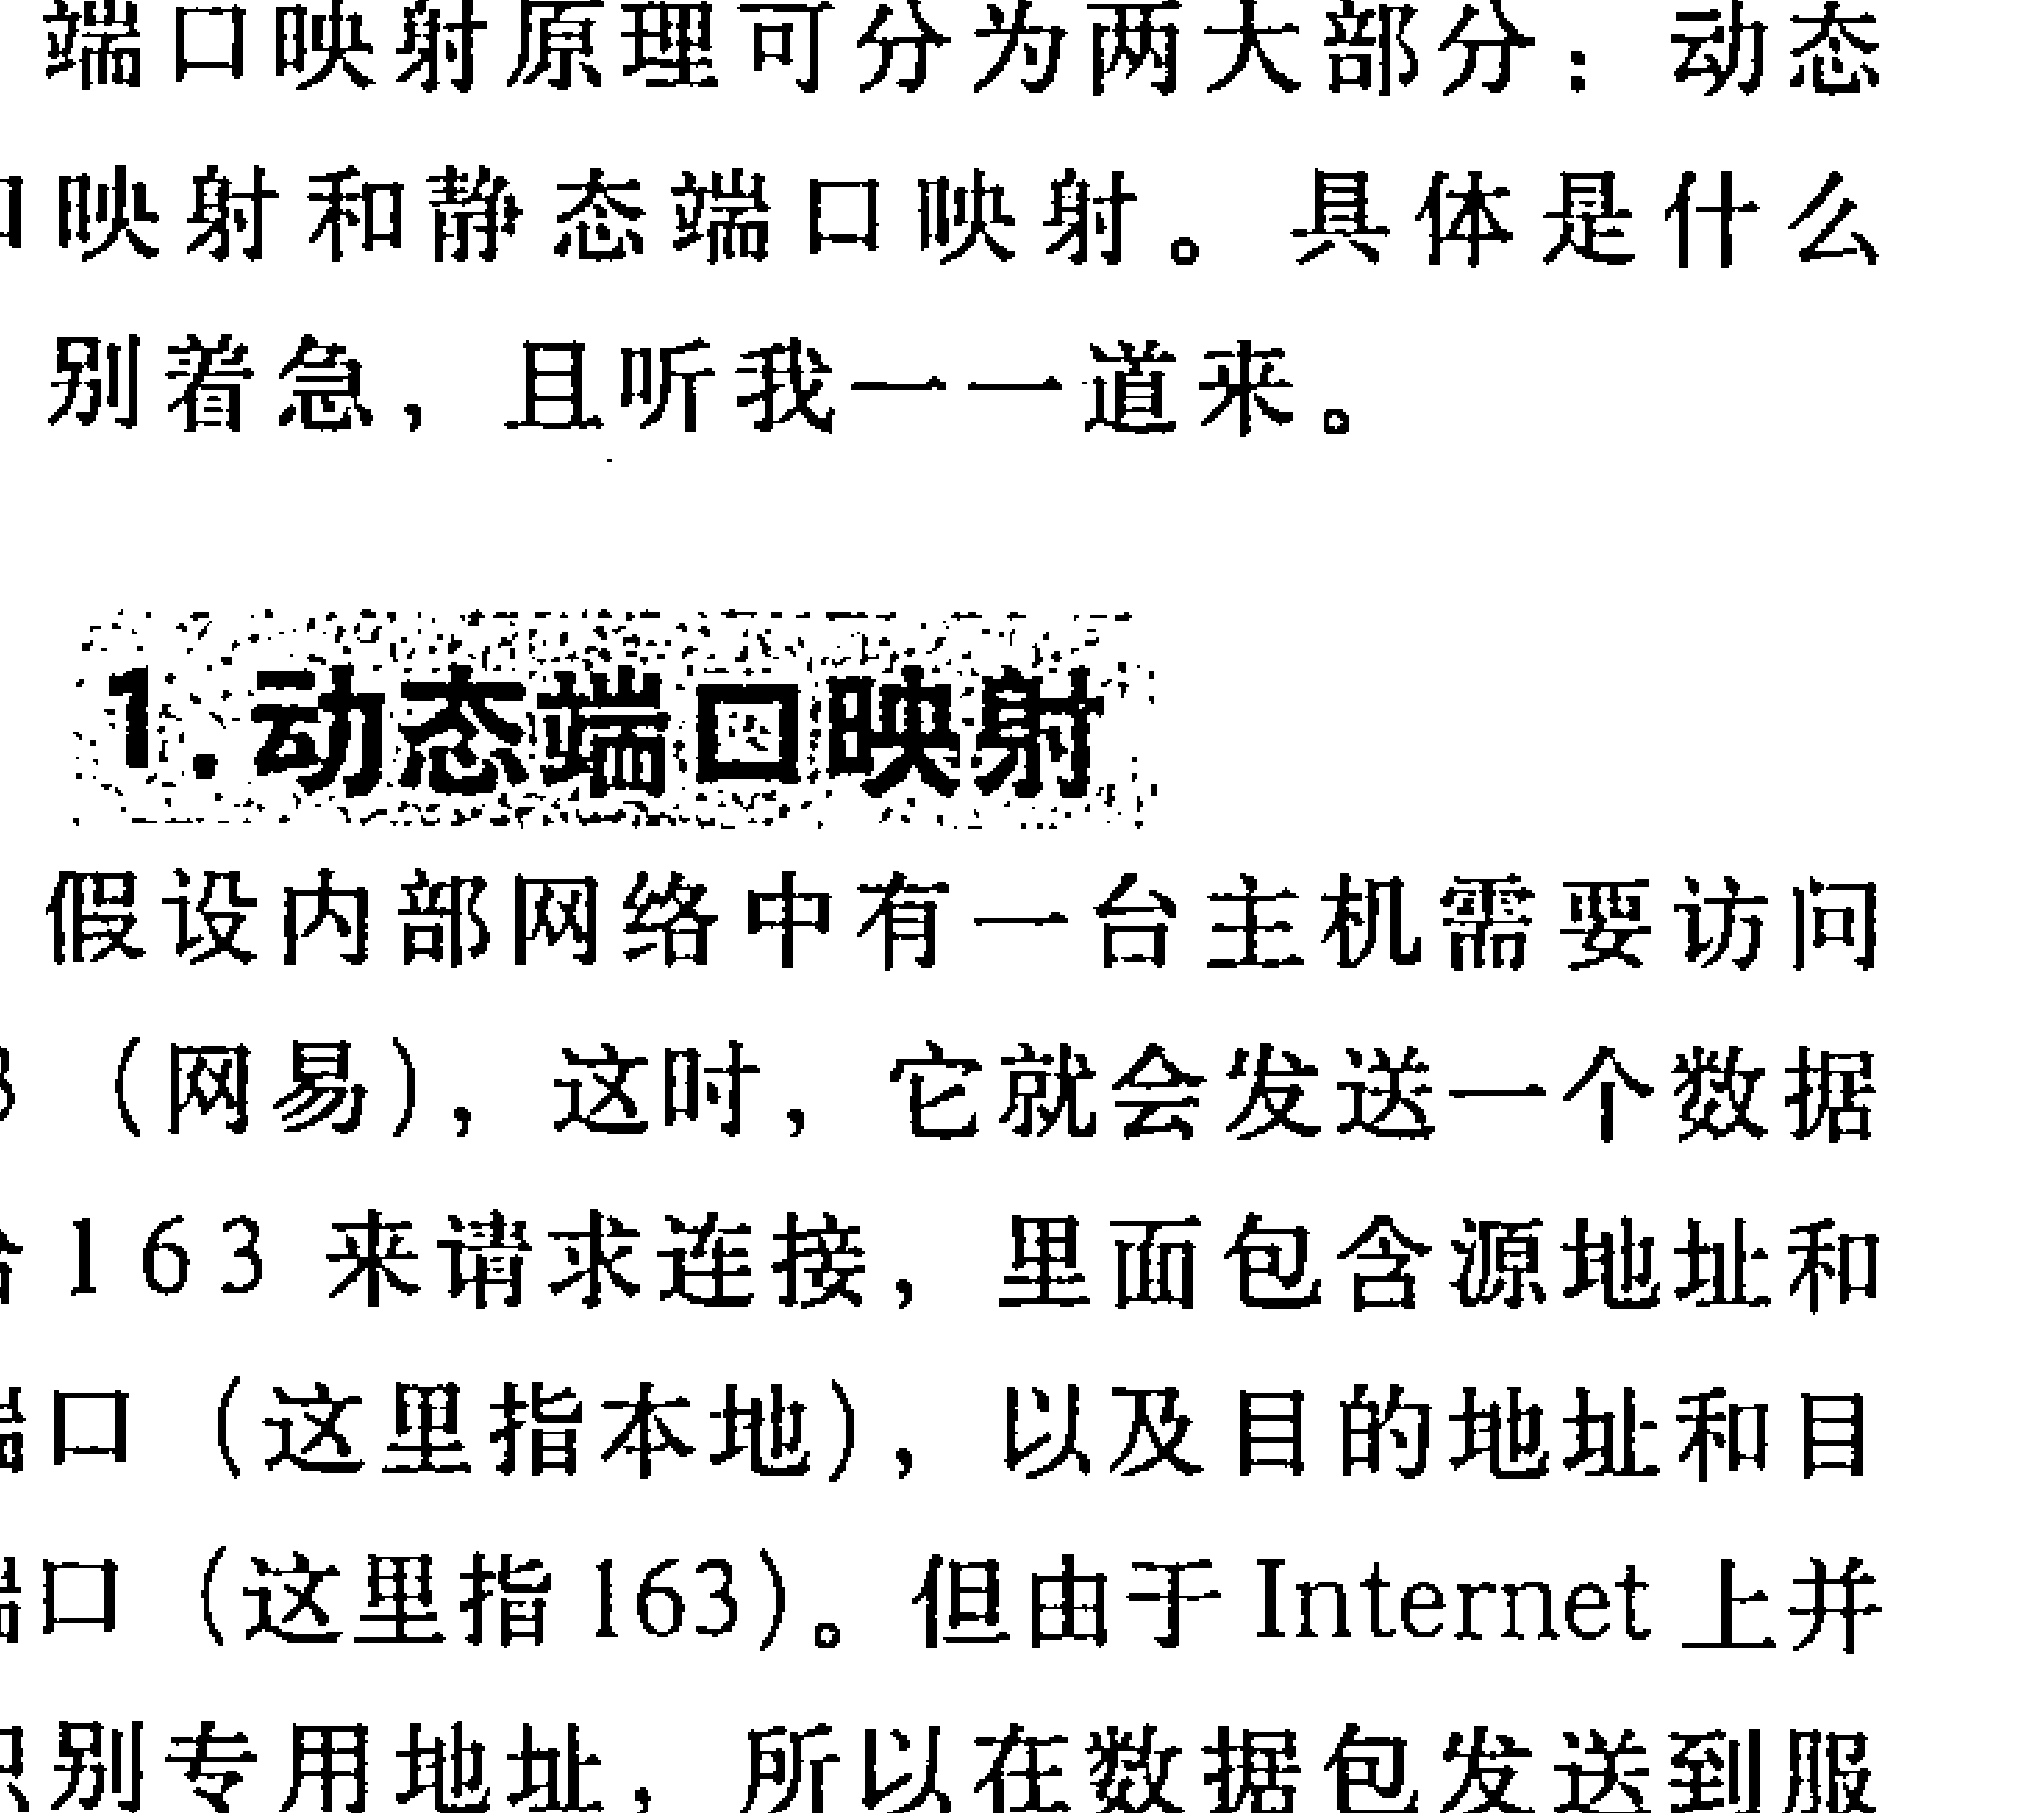 端口映射原理可分为两大部分：动态
口映射和静态端口映射。具体是什么
别着急，且听我一一道来。
1.动态端口映射
假设内部网络中有一台主机需要访问
3（网易），这时，它就会发送一个数据
163 来请求连接，里面包含源地址和
端口（这里指本地），以及目的地址和目
端口（这里指163）。但由于Internet上并
识别专用地址，所以在数据包发送到服